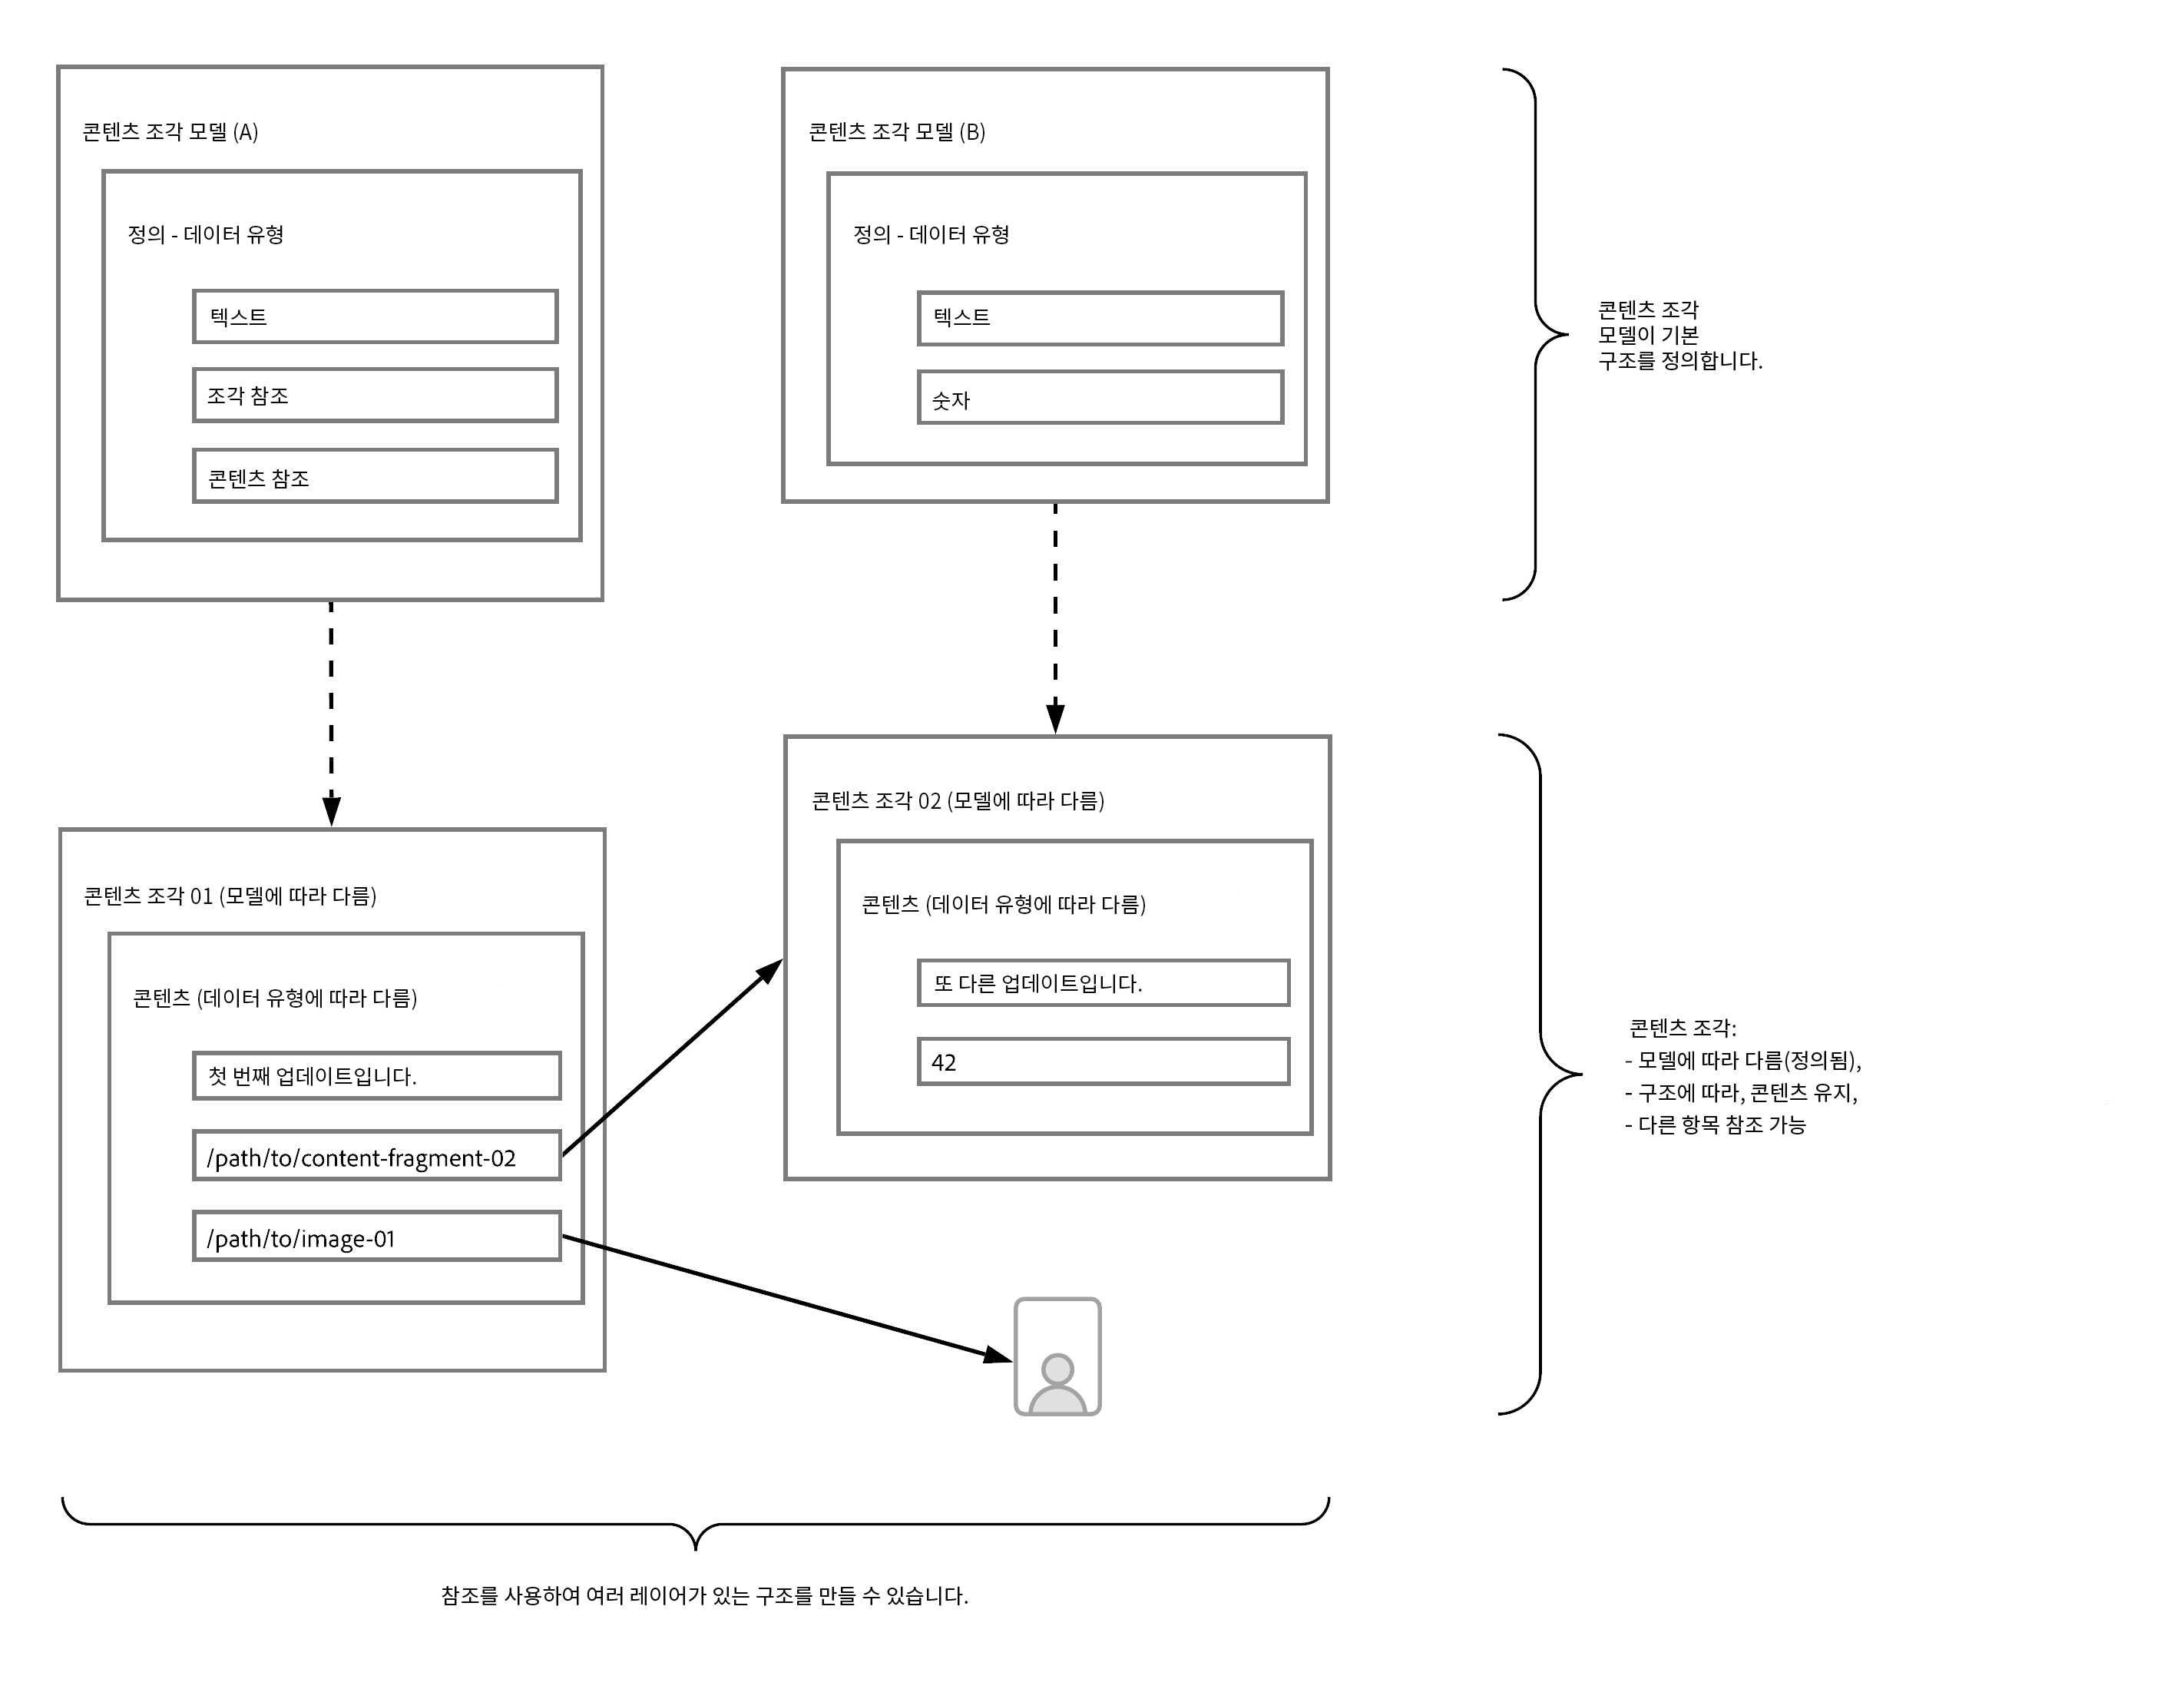 콘텐츠 조각 모델 (A)
정의 - 데이터 유형
텍스트
조각 참조
콘텐츠 참조
콘텐츠 조각 모델 (B)
정의 - 데이터 유형
텍스트
숫자
콘텐츠 조각
모델이 기본
구조를 정의합니다.
콘텐츠 조각 01 (모델에 따라 다름)
콘텐츠 (데이터 유형에 따라 다름)
첫 번째 업데이트입니다.
/path/to/content-fragment-02
/path/to/image-01
콘텐츠 조각 02 (모델에 따라 다름)
콘텐츠 (데이터 유형에 따라 다름)
또 다른 업데이트입니다.
42
콘텐츠 조각:
- 모델에 따라 다름(정의됨),
- 구조에 따라, 콘텐츠 유지,
- 다른 항목 참조 가능
참조를 사용하여 여러 레이어가 있는 구조를 만들 수 있습니다.